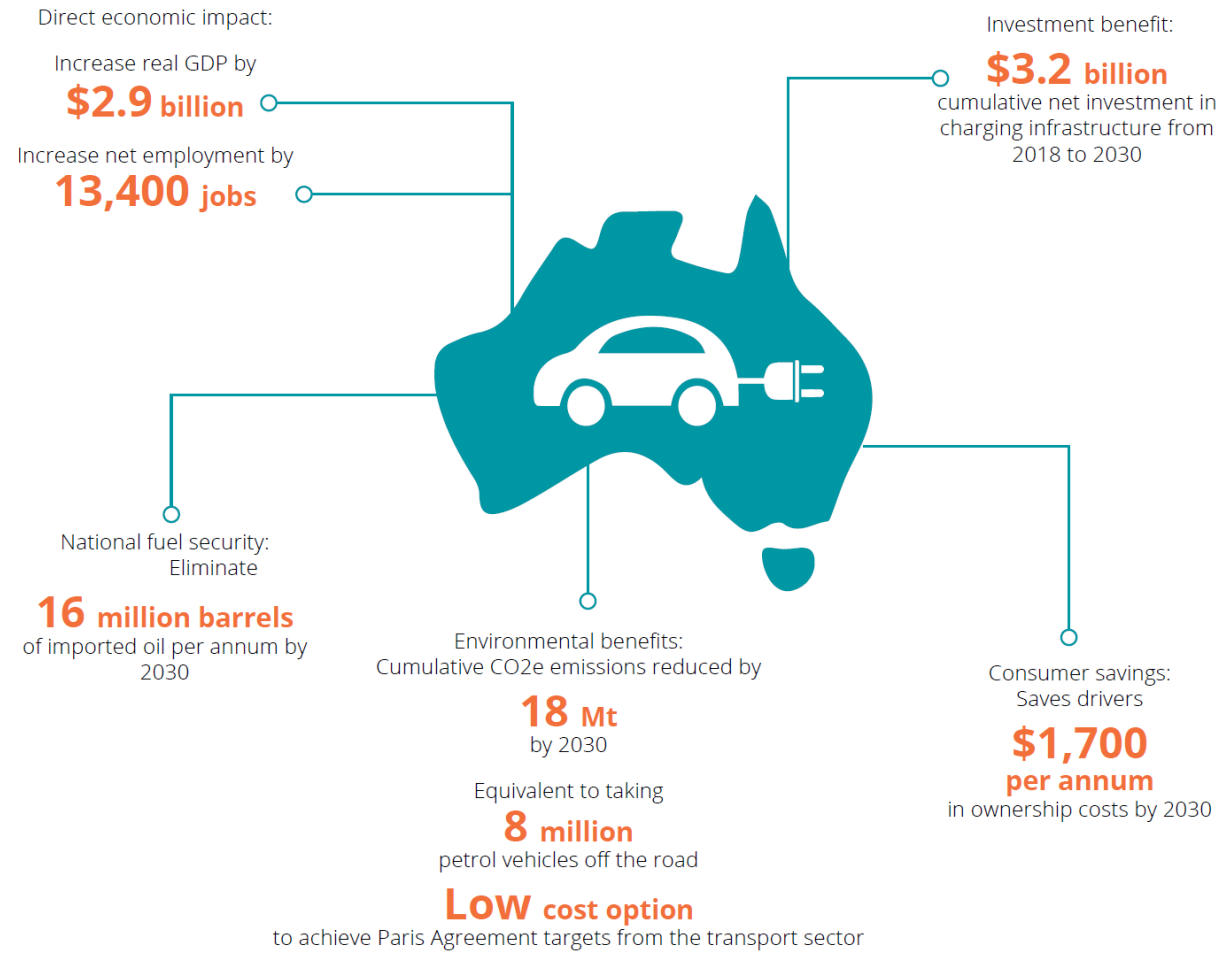 Direct economic impact:
Increase real GDP by
$2.9 billion
Increase net employment by
13,400 jobs
Investment benefit:
$3.2 billion
cumulative net investment in
charging infrastructure from
2018 to 2030
National fuel security:
Eliminate
16 million barrels
of imported oil per annum by
2030
Environmental benefits:
Cumulative CO2e emissions reduced by
18 Mt
by 2030
Equivalent to taking
8 million
petrol vehicles off the road
Low cost option
to achieve Paris Agreement targets from the transport sector
Consumer savings:
Saves drivers
$1,700
per annum
in ownership costs by 2030